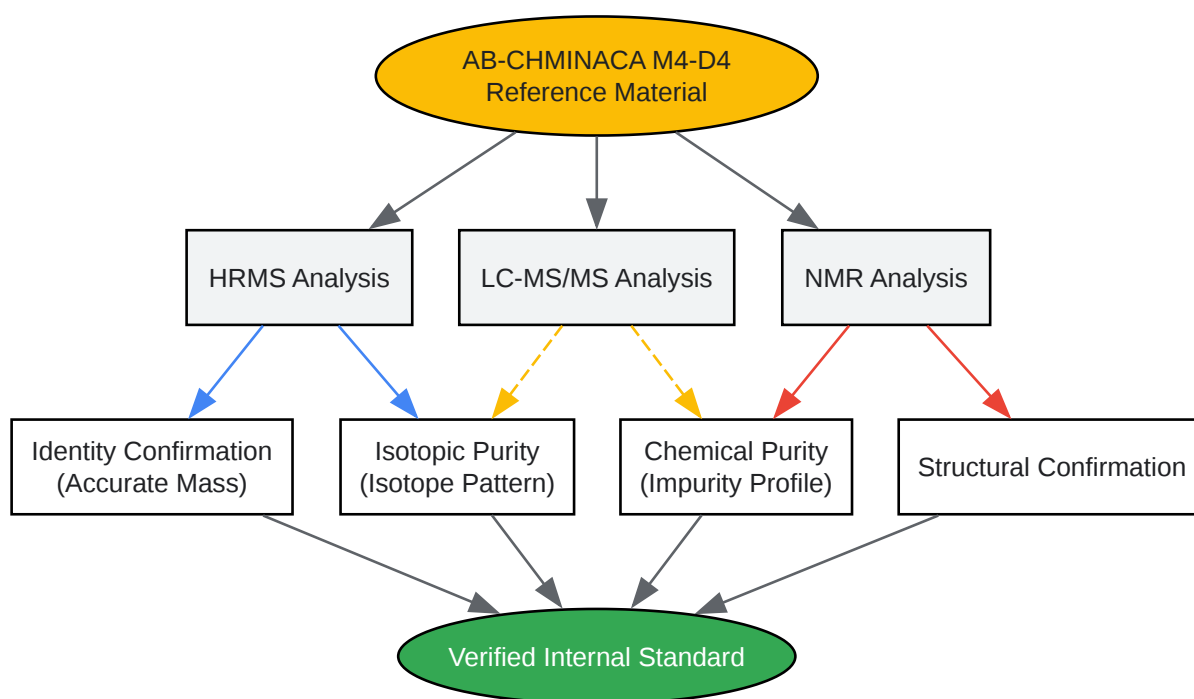 AB-CHMINACA M4-D4
Reference Material
HRMS Analysis
LC-MS/MS Analysis
NMR Analysis
Identity Confirmation
(Accurate Mass)
Isotopic Purity
(Isotope Pattern)
Chemical Purity
(Impurity Profile)
Structural Confirmation
Verified Internal Standard